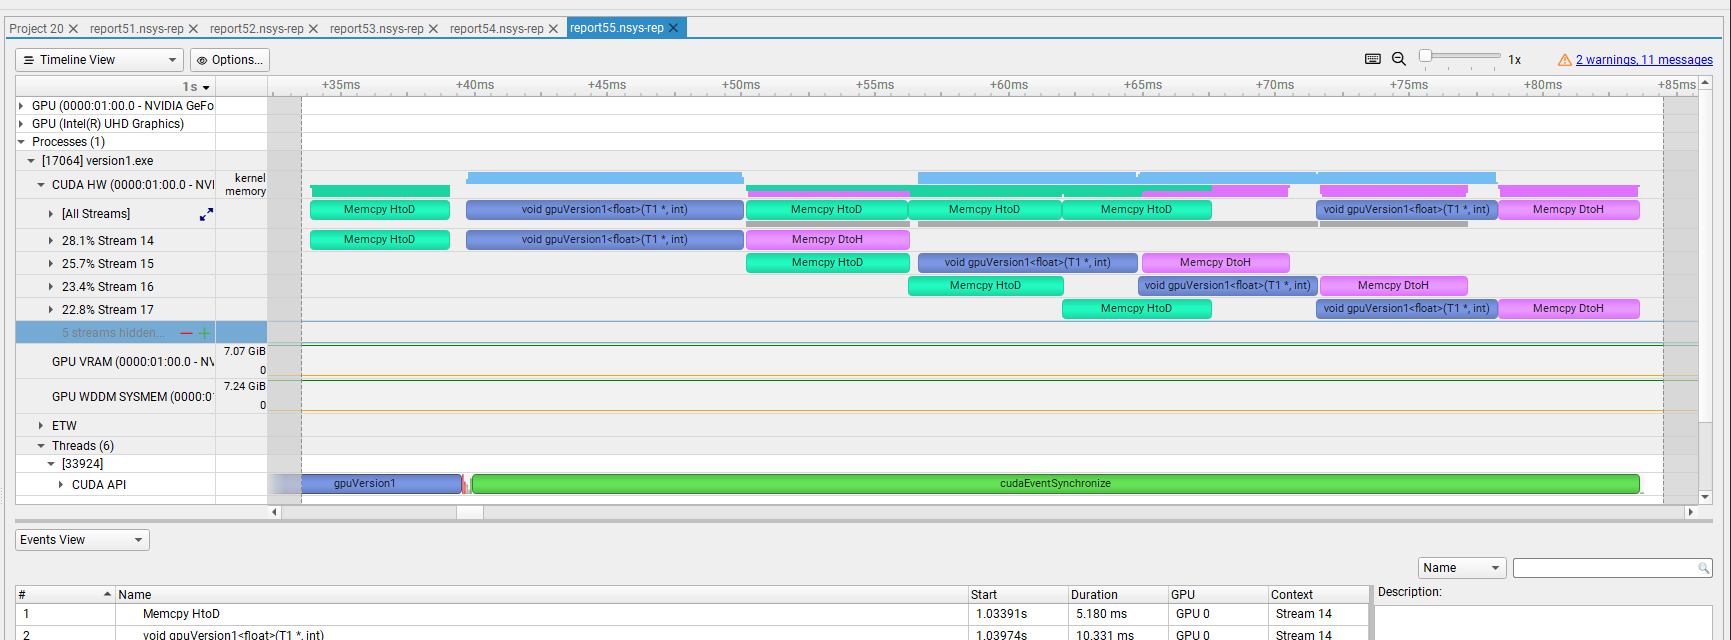 Project 20 report51.nsys-rep report52.nsys-rep report53.nsys-rep report54.nsys-rep report55.nsys-rep
Timeline View Options... 1x 2 warnings, 11 messages
1s +35ms +40ms +45ms +50ms +55ms +60ms +65ms +70ms +75ms +80ms +85ms
GPU (0000:01:00.0 - NVIDIA GeFo
GPU (Intel(R) UHD Graphics)
Processes (1)
[17064] version1.exe
CUDA HW (0000:01:00.0 - NVI kernel
memory
[All Streams] Memcpy HtoD void gpuVersion1<float>(T1 *, int) Memcpy HtoD Memcpy HtoD Memcpy HtoD void gpuVersion1<float>(T1 *, int) Memcpy DtoH
28.1% Stream 14 Memcpy HtoD void gpuVersion1<float>(T1 *, int) Memcpy DtoH
25.7% Stream 15 Memcpy HtoD void gpuVersion1<float>(T1 *, int) Memcpy DtoH
23.4% Stream 16 Memcpy HtoD void gpuVersion1<float>(T1 *, int) Memcpy DtoH
22.8% Stream 17 Memcpy HtoD void gpuVersion1<float>(T1 *, int) Memcpy DtoH
5 streams hidden... − +
GPU VRAM (0000:01:00.0 - NV 7.07 GiB
0
GPU WDDM SYSMEM (0000:0 7.24 GiB
0
ETW
Threads (6)
[33924]
CUDA API gpuVersion1 cudaEventSynchronize
Events View
Name
# Name Start Duration GPU Context Description:
1 Memcpy HtoD 1.03391s 5.180 ms GPU 0 Stream 14
2 void gpuVersion1<float>(T1 *, int) 1.03974s 10.331 ms GPU 0 Stream 14